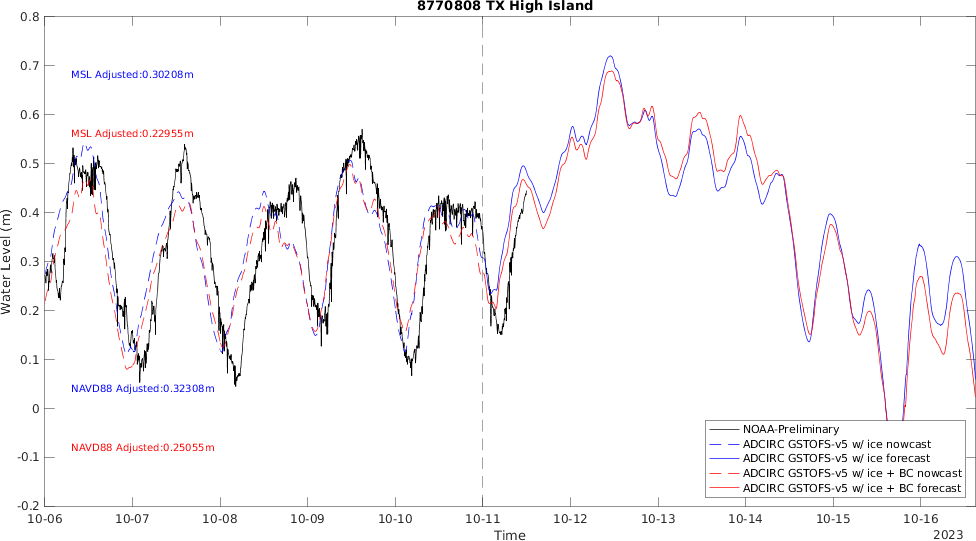 8770808 TX High Island
0.8
0.7
0.6
0.5
0.4
0.3
0.2
0.1
0
-0.1
-0.2
Water Level (m)
MSL Adjusted:0.30208m
MSL Adjusted:0.22955m
NAVD88 Adjusted:0.32308m
NAVD88 Adjusted:0.25055m
NOAA-Preliminary
ADCIRC GSTOFS-v5 w/ ice nowcast
ADCIRC GSTOFS-v5 w/ ice forecast
ADCIRC GSTOFS-v5 w/ ice + BC nowcast
ADCIRC GSTOFS-v5 w/ ice + BC forecast
10-06 10-07 10-08 10-09 10-10 10-11 10-12 10-13 10-14 10-15 10-16
Time
2023